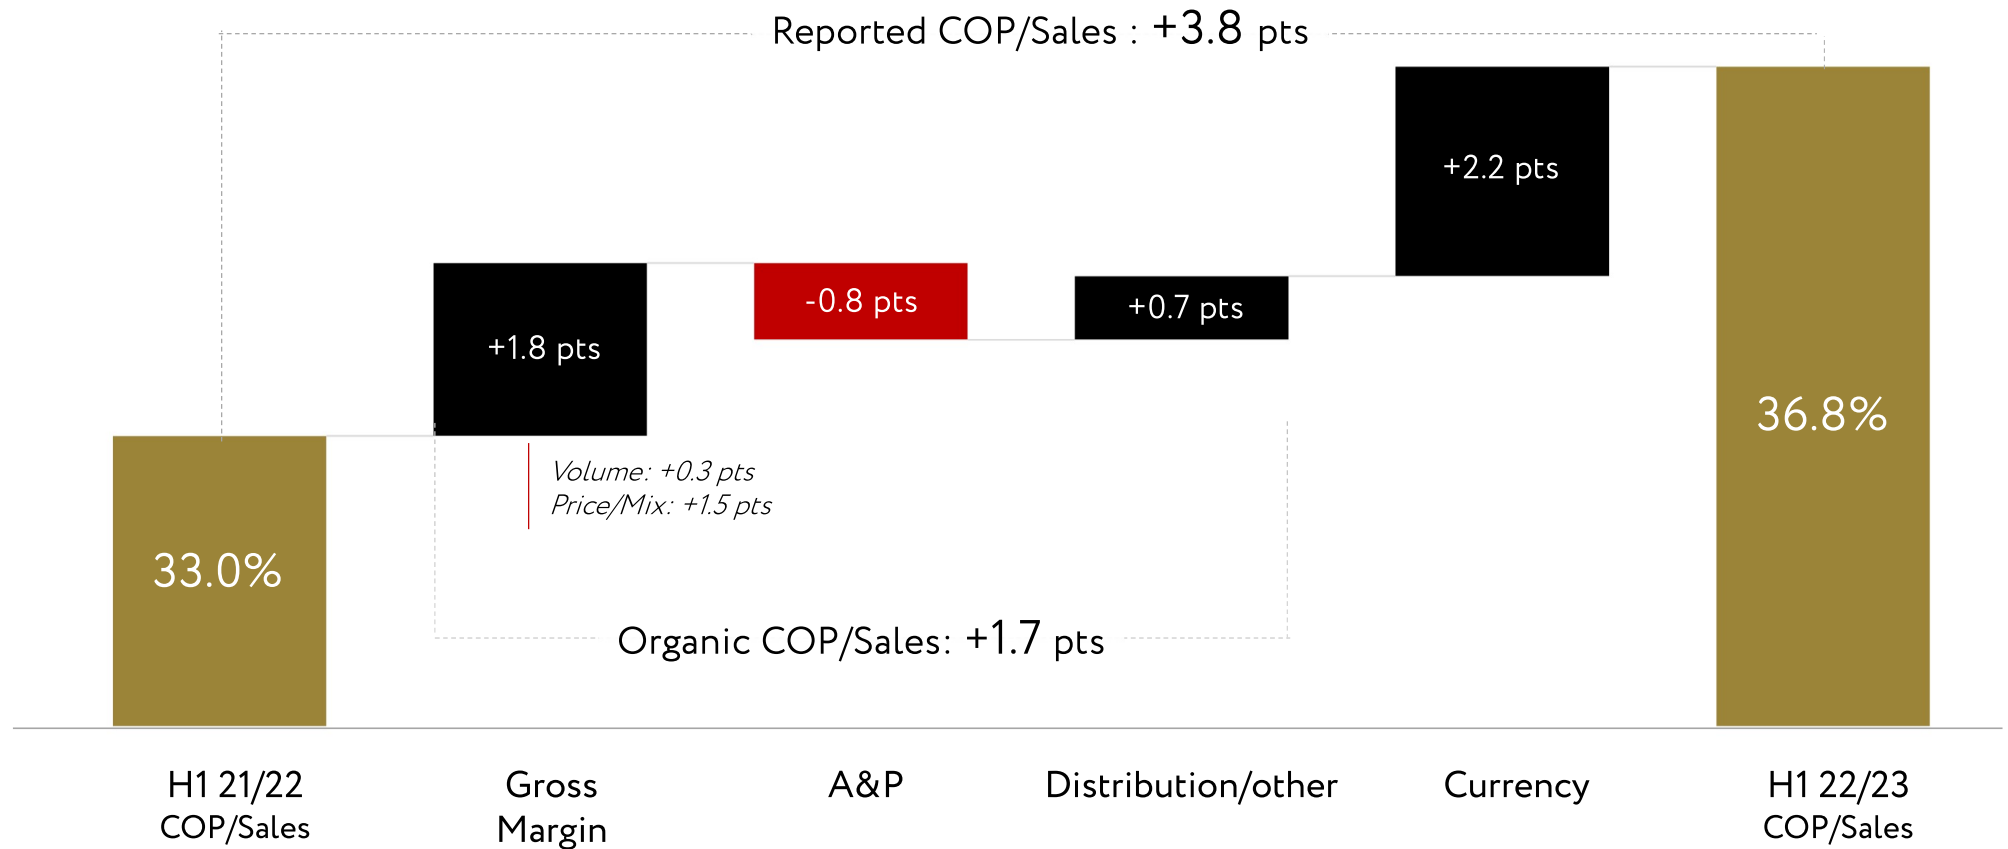 Reported COP/Sales : +3.8 pts
+2.2 pts
-0.8 pts
+0.7 pts
+1.8 pts
36.8%
Volume: +0.3 pts
Price/Mix: +1.5 pts
33.0%
Organic COP/Sales: +1.7 pts
H1 21/22
COP/Sales
Gross
Margin
A&P
Distribution/other
Currency
H1 22/23
COP/Sales